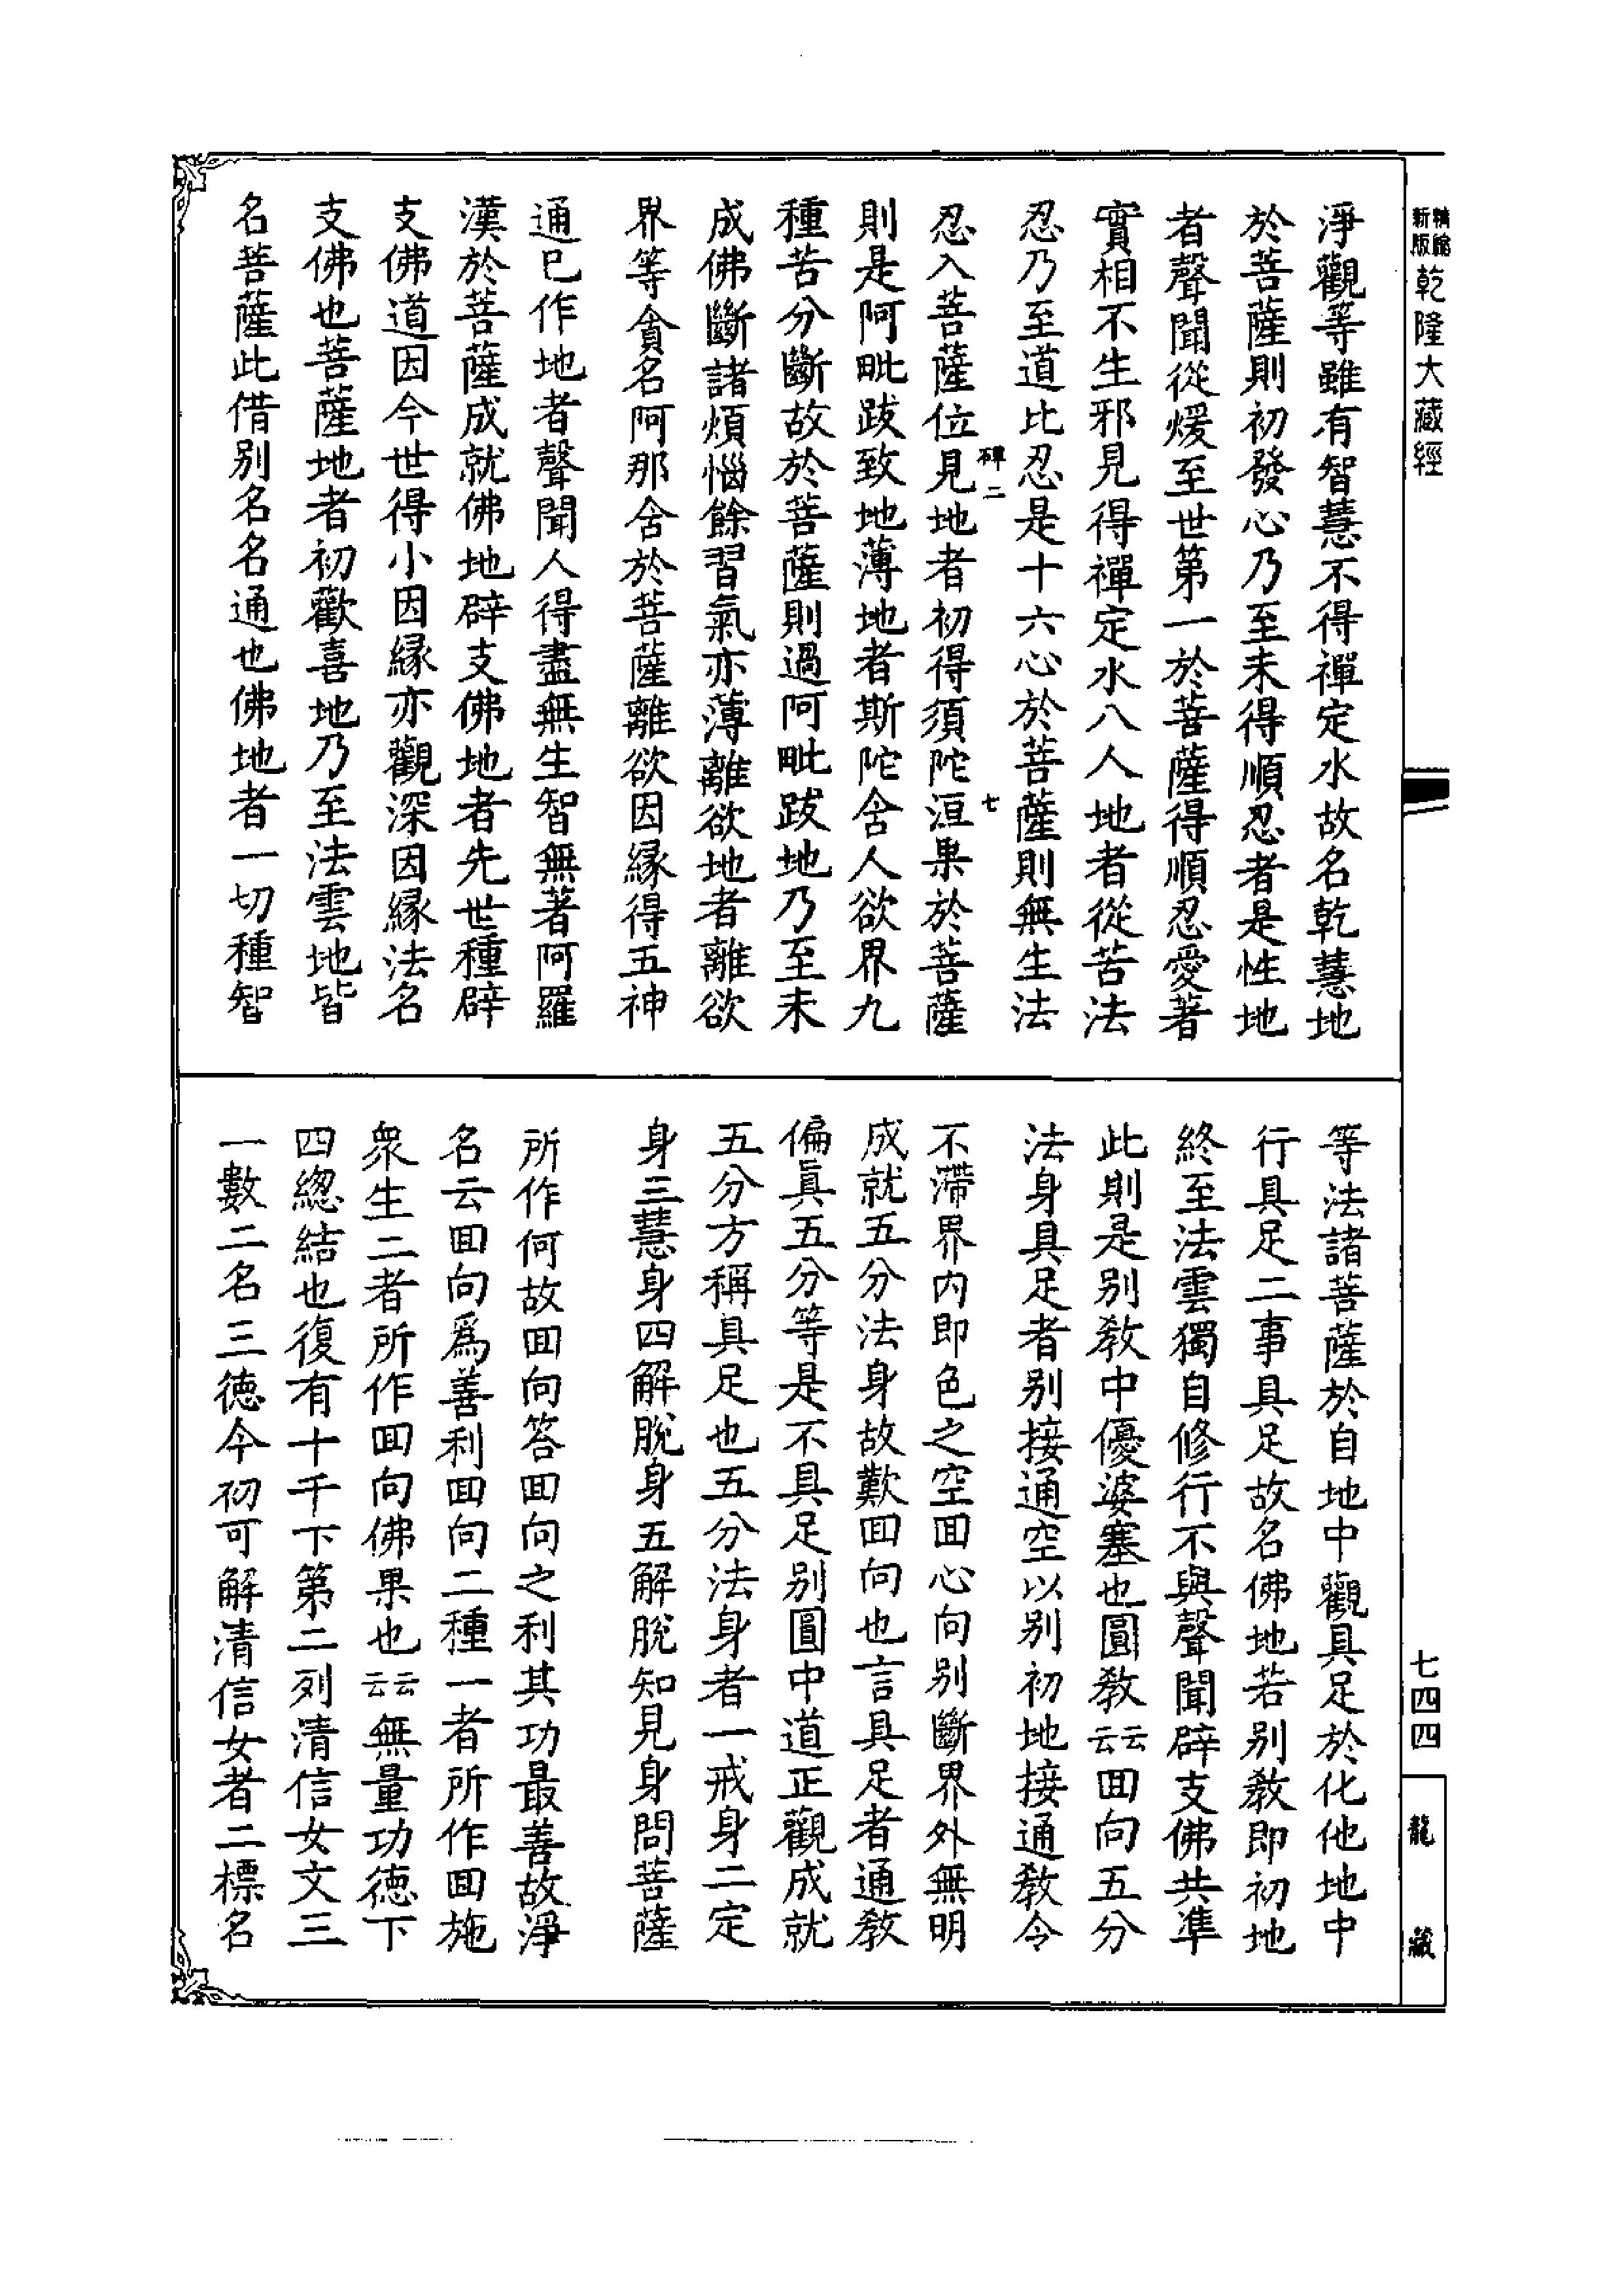 精縮
新版
乾隆大藏經
淨觀等雖有智慧不得禪定水故名乾慧地
於菩薩則初發心乃至未得順忍者是性地
者聲聞從煖至世第一於菩薩得順忍愛著
實相不生邪見得禪定水八人地者從苦法
忍乃至道比忍是十六心於菩薩則無生法
碑二
七
忍入菩薩位見地者初得須陀洹果於菩薩
則是阿毗跋致地薄地者斯陀含人欲界九
種苦分斷故於菩薩則過阿毗跋地乃至未
成佛斷諸煩惱餘習氣亦薄離欲地者離欲
界等貪名阿那含於菩薩離欲因緣得五神
通已作地者聲聞人得盡無生智無著阿羅
漢於菩薩成就佛地辟支佛地者先世種辟
支佛道因今世得小因緣亦觀深因緣法名
支佛也菩薩地者初歡喜地乃至法雲地皆
名菩薩此借别名名通也佛地者一切種智
等法諸菩薩於自地中觀具足於化他地中
行具足二事具足故名佛地若别教即初地
終至法雲獨自修行不與聲聞辟支佛共準
此則是别教中優婆塞也圓教云云回向五分
法身具足者别接通空以别初地接通教令
不滯界内即色之空回心向别斷界外無明
成就五分法身故歎回向也言具足者通教
偏眞五分等是不具足别圓中道正觀成就
五分方稱具足也五分法身者一戒身二定
身三慧身四解脫身五解脫知見身問菩薩
所作何故回向答回向之利其功最善故淨
名云回向爲善利回向二種一者所作回施
衆生二者所作回向佛果也云云無量功德下
四緫結也復有十千下第二列清信女文三
一數二名三德今初可解清信女者二標名
七四四
龍藏